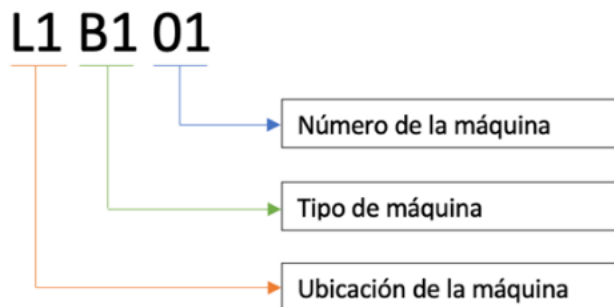 L1 B1 01
Número de la máquina
Tipo de máquina
Ubicación de la máquina